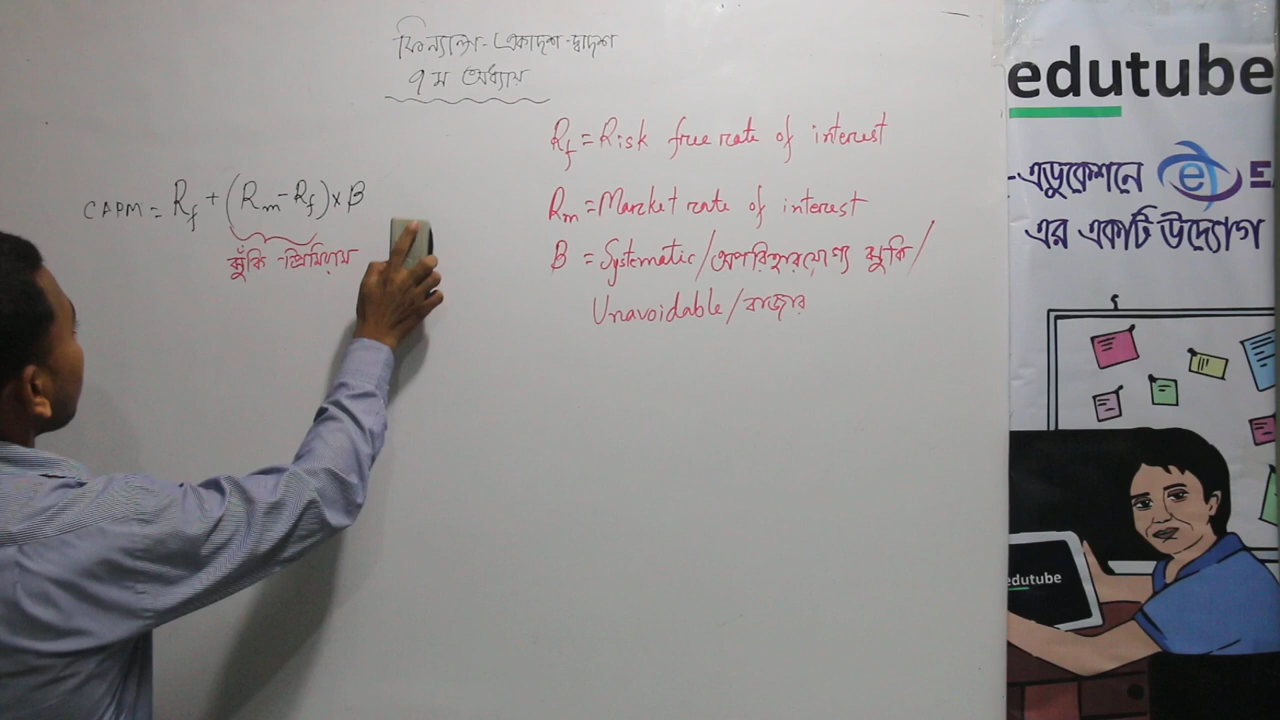 ফিন্যান্স-একাদশ-দ্বাদশ
৭ম অধ্যায়
CAPM = Rf + (Rm - Rf) x β
ঝুঁকি প্রিমিয়াম
Rf = Risk free rate of interest
Rm = Market rate of interest
β = Systematic/অপরিহারযোগ্য ঝুকি/
Unavoidable/বাজার
edutube
-এডুকেশনে eT E
এর একটি উদ্যোগ
edutube